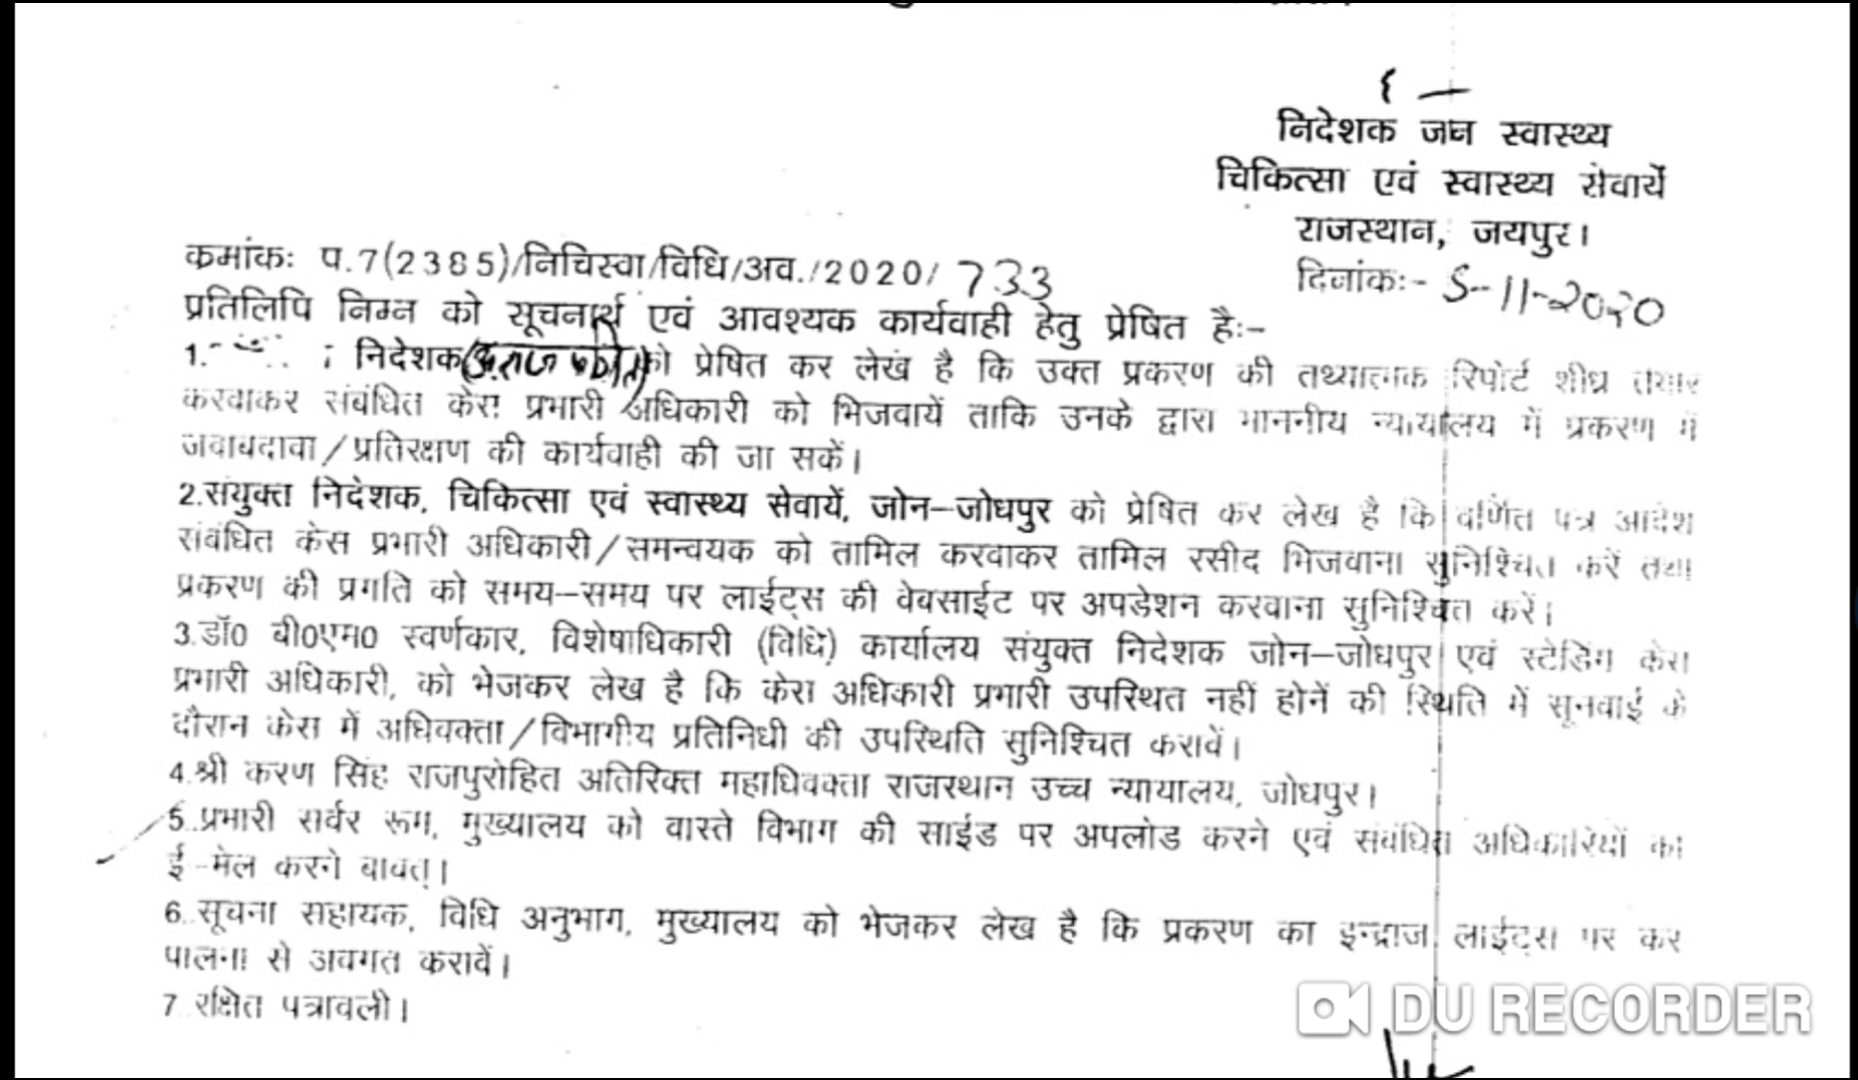 निदेशक जन स्वास्थ्य
चिकित्सा एवं स्वास्थ्य सेवायें
राजस्थान, जयपुर।
क्रमांकः प.7(2385)/निचिस्वा/विधि/अव./2020/ 733
दिनांकः- 5-11-2020
प्रतिलिपि निम्न को सूचनार्थ एवं आवश्यक कार्यवाही हेतु प्रेषित हैः-
1. निदेशक को प्रेषित कर लेख है कि उक्त प्रकरण की तथ्यात्मक रिपोर्ट शीघ्र तैयार
करवाकर संबंधित केस प्रभारी अधिकारी को भिजवायें ताकि उनके द्वारा माननीय न्यायालय में प्रकरण में
जवाबदावा/प्रतिरक्षण की कार्यवाही की जा सकें।
2.संयुक्त निदेशक, चिकित्सा एवं स्वास्थ्य सेवायें, जोन-जोधपुर को प्रेषित कर लेख है कि वर्णित पत्र आदेश
संबंधित केस प्रभारी अधिकारी/समन्वयक को तामिल करवाकर तामिल रसीद भिजवाना सुनिश्चित करें तथा
प्रकरण की प्रगति को समय-समय पर लाईट्स की वेबसाईट पर अपडेशन करवाना सुनिश्चित करें।
3.डॉ0 बी0एम0 स्वर्णकार, विशेषाधिकारी (विधि) कार्यालय संयुक्त निदेशक जोन-जोधपुर एवं स्टेडिंग केस
प्रभारी अधिकारी, को भेजकर लेख है कि केस अधिकारी प्रभारी उपस्थित नहीं होनें की स्थिति में सूनवाई के
दौरान केस में अधिवक्ता/विभागीय प्रतिनिधी की उपस्थिति सुनिश्चित करावें।
4.श्री करण सिंह राजपुरोहित अतिरिक्त महाधिवक्ता राजस्थान उच्च न्यायालय, जोधपुर।
5.प्रभारी सर्वर रूम, मुख्यालय को वास्ते विभाग की साईड पर अपलोड करने एवं संबंधित अधिकारियों को
ई-मेल करने बाबत्।
6.सूचना सहायक, विधि अनुभाग, मुख्यालय को भेजकर लेख है कि प्रकरण का इन्द्राज लाईट्स पर कर
पालना से अवगत करावें।
7.रक्षित पत्रावली।
DU RECORDER